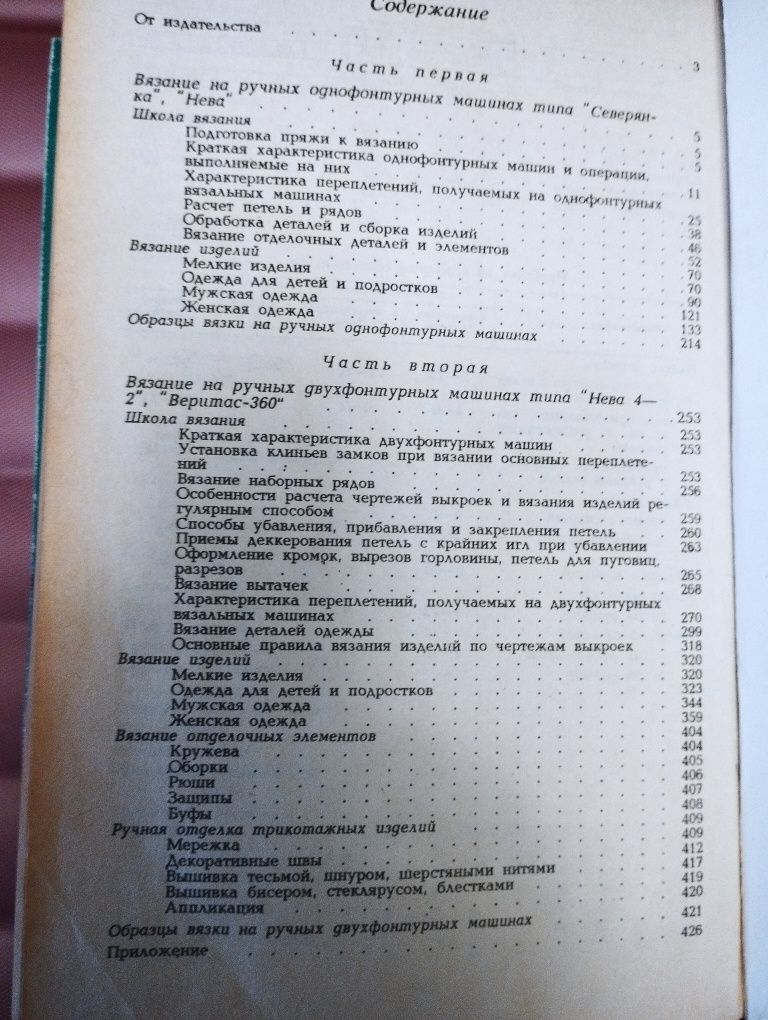 Содержание
От издательства . . . . . . . . . . . . . . . 3
Часть первая
Вязание на ручных однофонтурных машинах типа "Северян-
ка", "Нева" . . . . . . . . . . . . . . . 5
Школа вязания . . . . . . . . . . . . . . . 5
Подготовка пряжи к вязанию . . . . . . . . . 5
Краткая характеристика однофонтурных машин и операции,
выполняемые на них . . . . . . . . . . . . 11
Характеристика переплетений, получаемых на однофонтурных
вязальных машинах . . . . . . . . . . . . 25
Расчет петель и рядов . . . . . . . . . . . 38
Обработка деталей и сборка изделий . . . . . . 46
Вязание отделочных деталей и элементов . . . . . 52
Вязание изделий . . . . . . . . . . . . . . 70
Мелкие изделия . . . . . . . . . . . . . 70
Одежда для детей и подростков . . . . . . . . 90
Мужская одежда . . . . . . . . . . . . . 121
Женская одежда . . . . . . . . . . . . . 133
Образцы вязки на ручных однофонтурных машинах . . . . . 214
Часть вторая
Вязание на ручных двухфонтурных машинах типа "Нева 4—
2", "Веритас-360" . . . . . . . . . . . . . 253
Школа вязания . . . . . . . . . . . . . . 253
Краткая характеристика двухфонтурных машин . . . . 253
Установка клиньев замков при вязании основных переплете-
ний . . . . . . . . . . . . . . . . . 253
Вязание наборных рядов . . . . . . . . . . 256
Особенности расчета чертежей выкроек и вязания изделий ре-
гулярным способом . . . . . . . . . . . . 259
Способы убавления, прибавления и закрепления петель . . 260
Приемы деккерования петель с крайних игл при убавлении 263
Оформление кромок, вырезов горловины, петель для пуговиц,
разрезов . . . . . . . . . . . . . . . 265
Вязание вытачек . . . . . . . . . . . . . 268
Характеристика переплетений, получаемых на двухфонтурных
вязальных машинах . . . . . . . . . . . . 270
Вязание деталей одежды . . . . . . . . . . 299
Основные правила вязания изделий по чертежам выкроек . 318
Вязание изделий . . . . . . . . . . . . . . 320
Мелкие изделия . . . . . . . . . . . . . 320
Одежда для детей и подростков . . . . . . . . 323
Мужская одежда . . . . . . . . . . . . . 344
Женская одежда . . . . . . . . . . . . . 359
Вязание отделочных элементов . . . . . . . . . 404
Кружева . . . . . . . . . . . . . . . 404
Оборки . . . . . . . . . . . . . . . . 405
Рюши . . . . . . . . . . . . . . . . 406
Защипы . . . . . . . . . . . . . . . 407
Буфы . . . . . . . . . . . . . . . . 408
Ручная отделка трикотажных изделий . . . . . . . 409
Мережка . . . . . . . . . . . . . . . 409
Декоративные швы . . . . . . . . . . . . 412
Вышивка тесьмой, шнуром, шерстяными нитями . . . . 417
Вышивка бисером, стеклярусом, блестками . . . . . 419
Аппликация . . . . . . . . . . . . . . 420
Образцы вязки на ручных двухфонтурных машинах . . . . 421
Приложение . . . . . . . . . . . . . . . 426